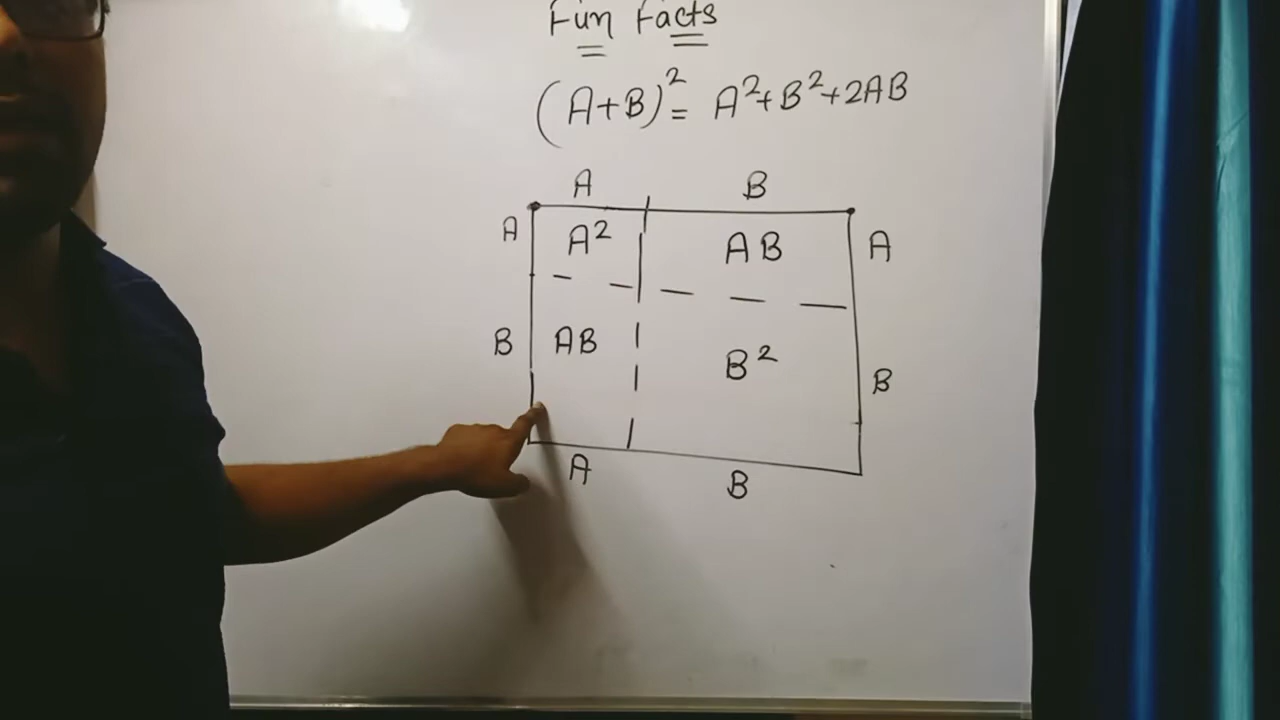 Fun Facts
(A+B)² = A²+B²+2AB
A B
A A² AB A
B AB B² B
A B